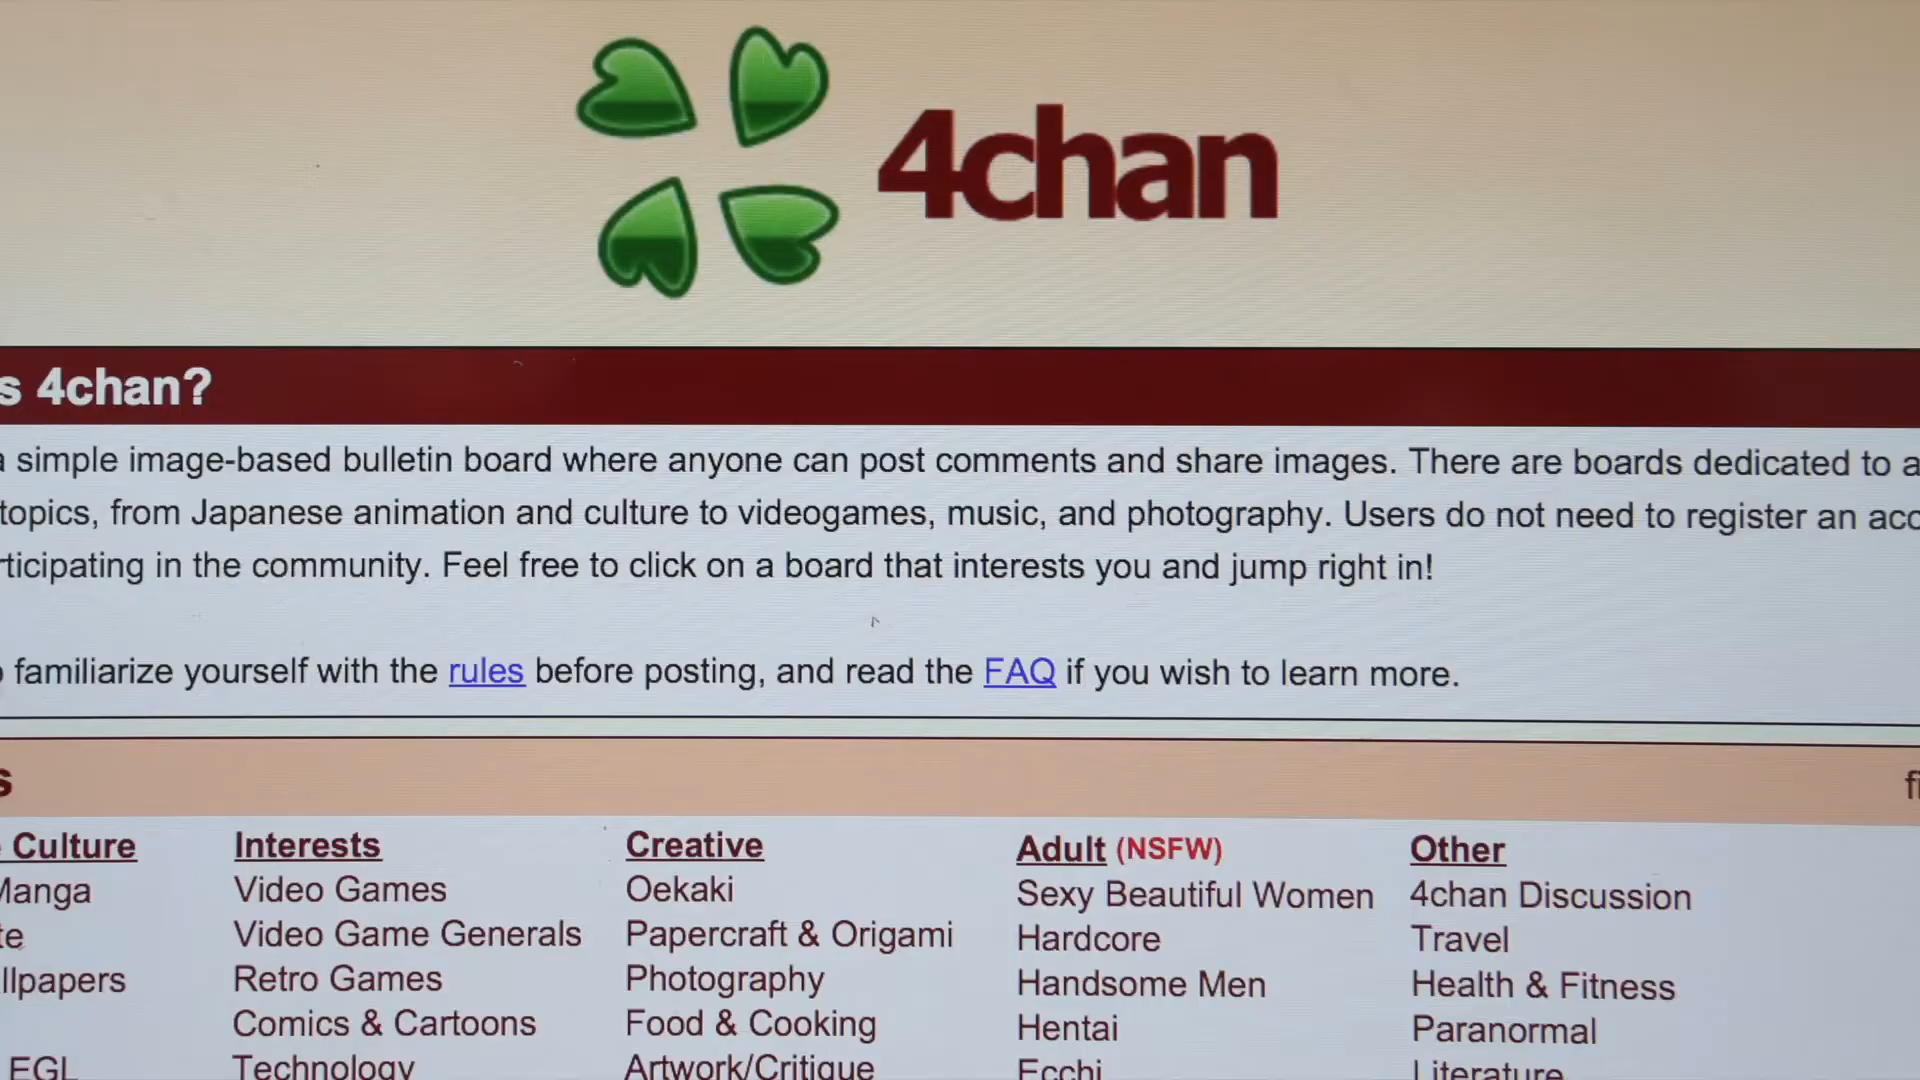 4chan
s 4chan?
a simple image-based bulletin board where anyone can post comments and share images. There are boards dedicated to a
topics, from Japanese animation and culture to videogames, music, and photography. Users do not need to register an acc
rticipating in the community. Feel free to click on a board that interests you and jump right in!
familiarize yourself with the rules before posting, and read the FAQ if you wish to learn more.
s fi
Culture Interests Creative Adult (NSFW) Other
Manga Video Games Oekaki Sexy Beautiful Women 4chan Discussion
te Video Game Generals Papercraft & Origami Hardcore Travel
llpapers Retro Games Photography Handsome Men Health & Fitness
Comics & Cartoons Food & Cooking Hentai Paranormal
EGL Technology Artwork/Critique Ecchi Literature